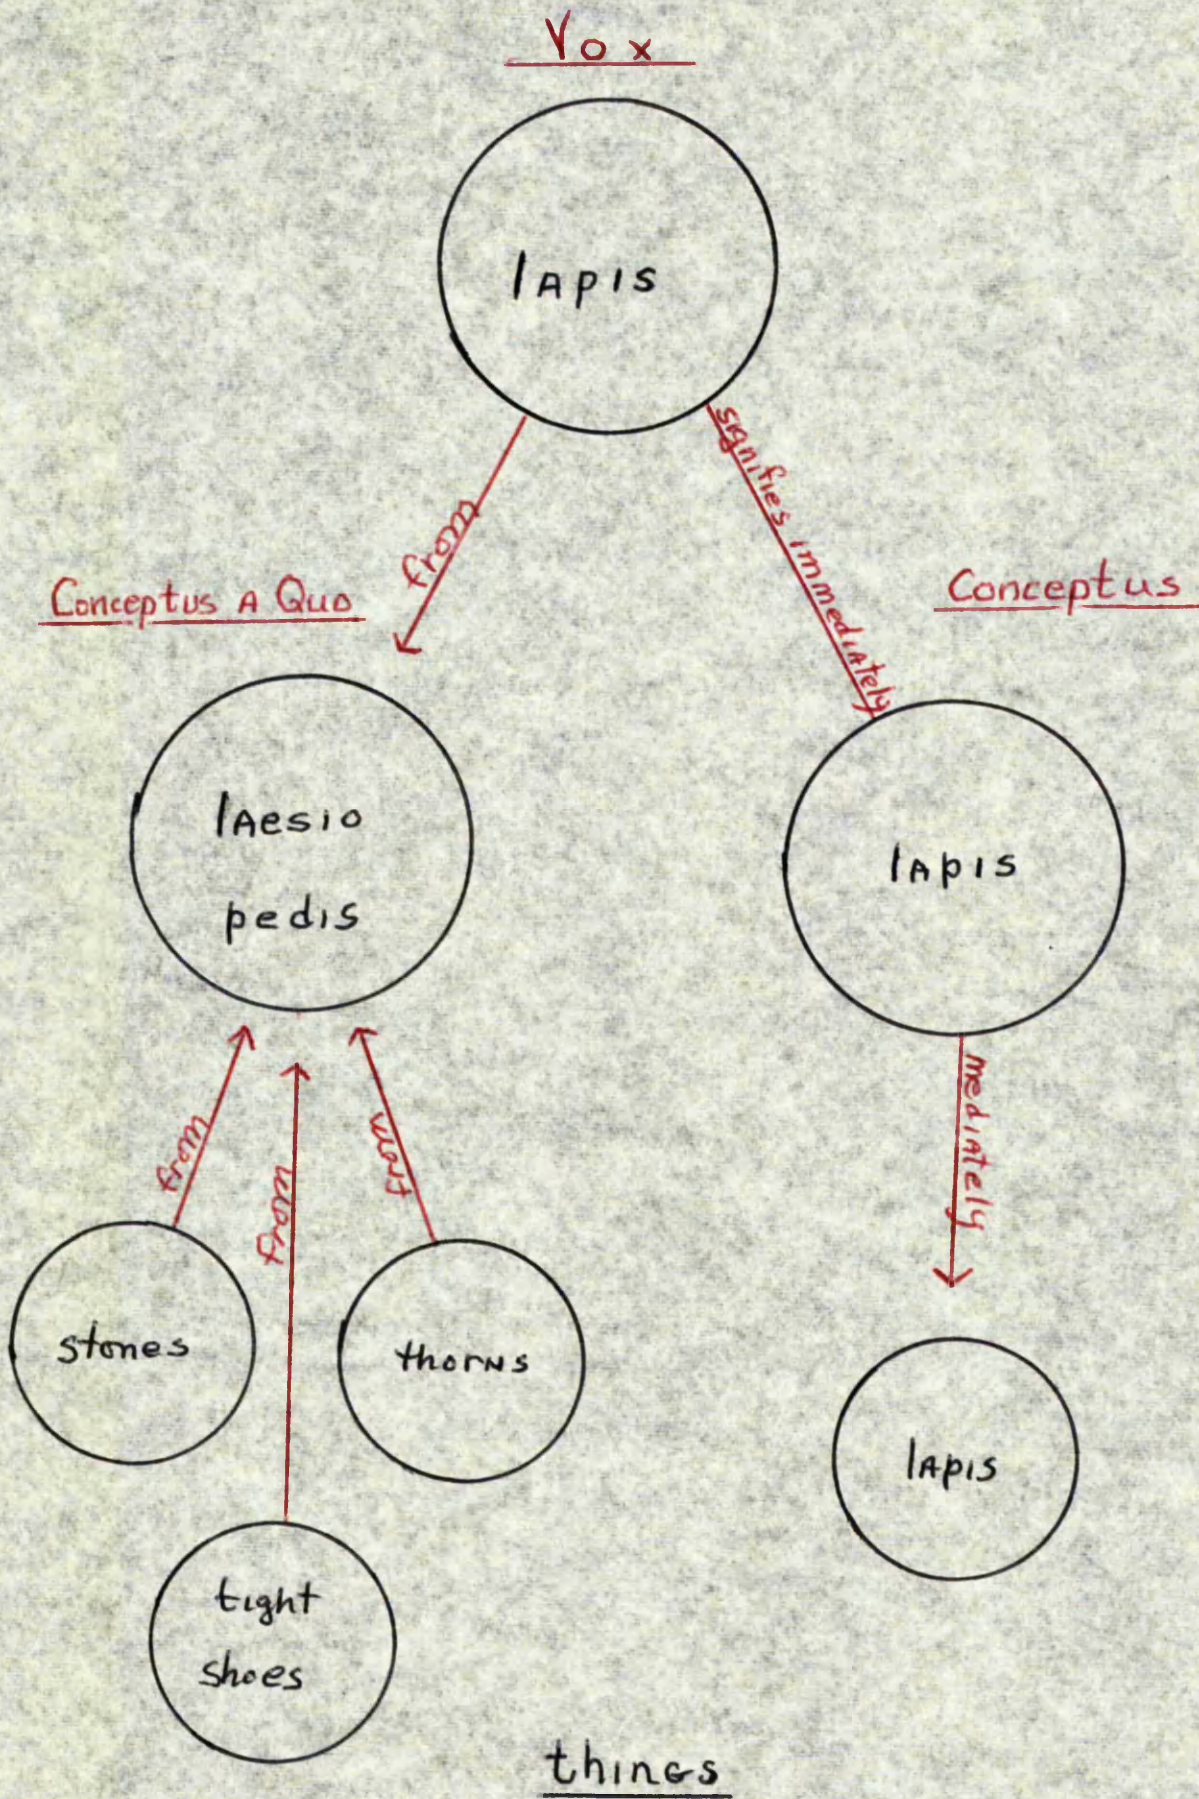 Vox
lapis
from
signifies immediately
Conceptus A Quo
Conceptus
laesio
pedis
lapis
from
from
from
mediately
stones
thorns
lapis
tight
shoes
things